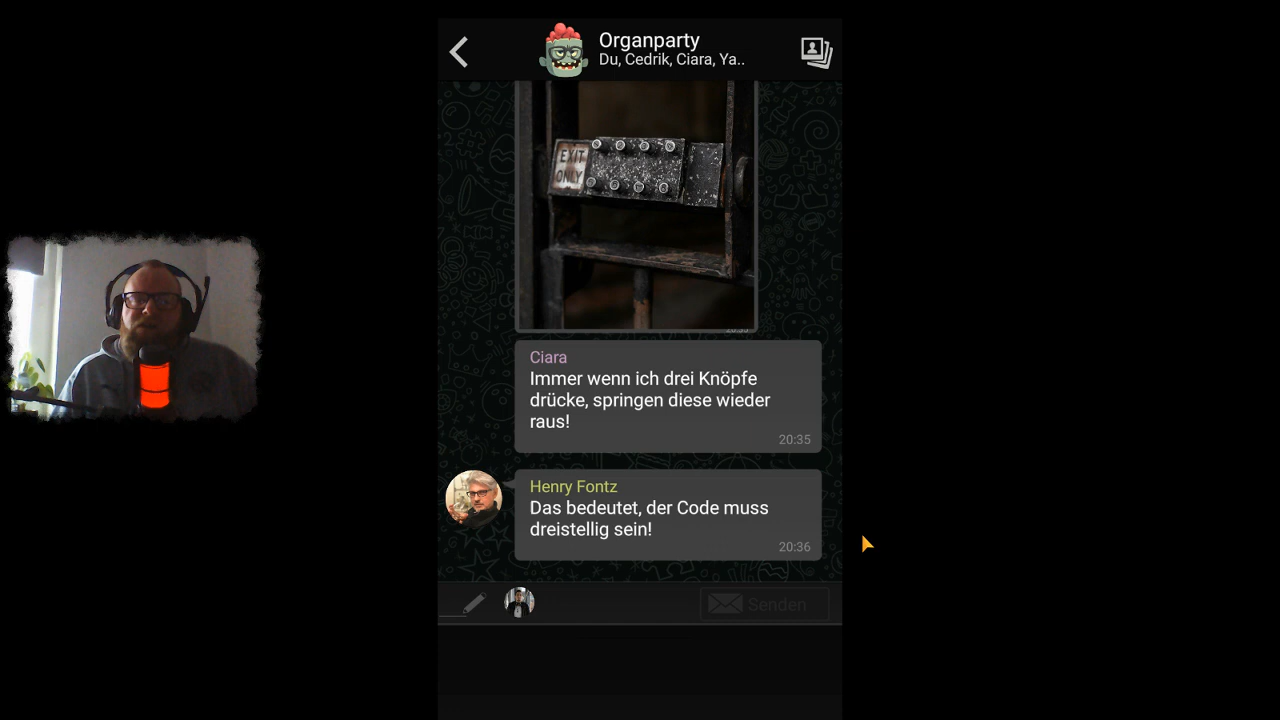 Organparty
Du, Cedrik, Ciara, Ya..
EXIT
ONLY
Ciara
Immer wenn ich drei Knöpfe
drücke, springen diese wieder
raus!
20:35
Henry Fontz
Das bedeutet, der Code muss
dreistellig sein!
20:36
Senden